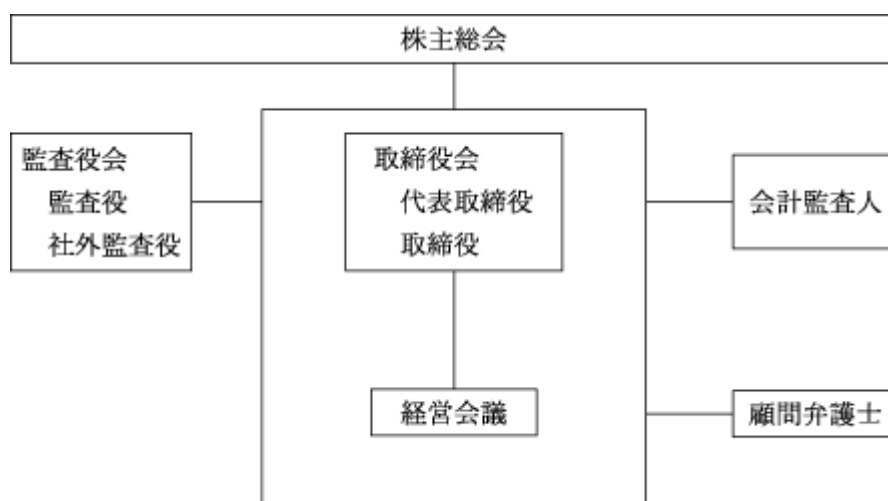 株主総会
監査役会
監査役
社外監査役
取締役会
代表取締役
取締役
会計監査人
経営会議
顧問弁護士